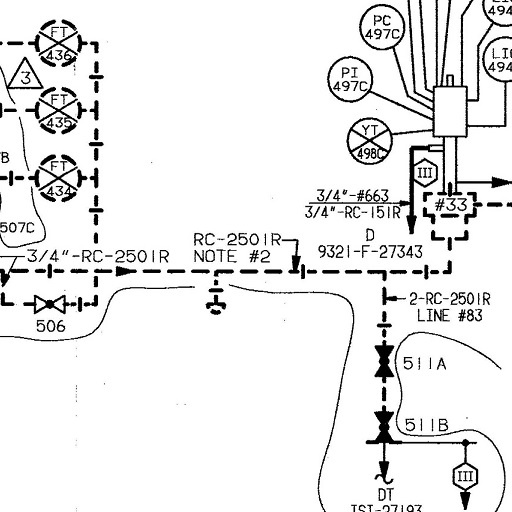 FT
436
3
FT
435
FT
434
507C
3/4"-RC-2501R
506
RC-2501R
NOTE #2
PC
497C
PI
497C
YT
498C
494
LI
494
III
3/4"-#663
3/4"-RC-151R
#33
D
9321-F-27343
2-RC-2501R
LINE #83
511A
511B
III
DT
ISI-27193